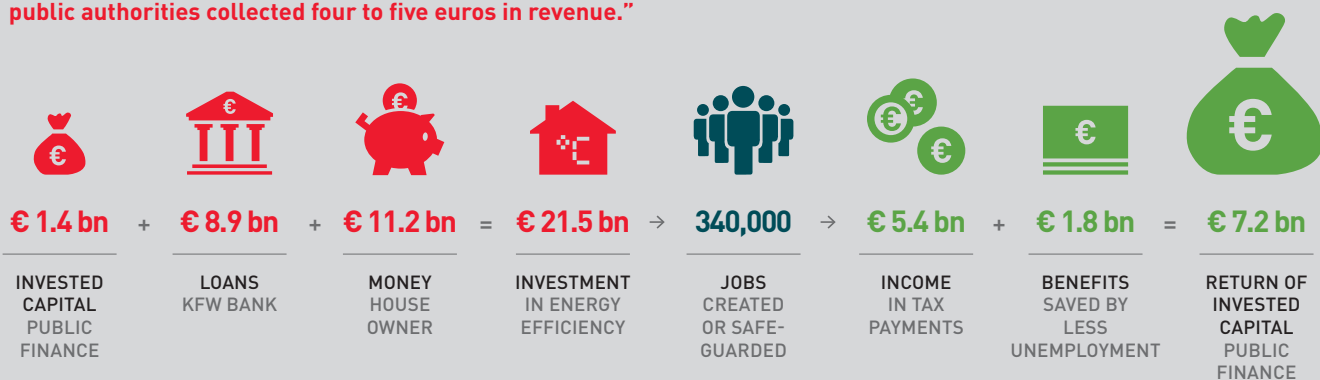 public authorities collected four to five euros in revenue.”
€
€
€
°C
€
€
€
€
€
€ 1.4 bn + € 8.9 bn + € 11.2 bn = € 21.5 bn → 340,000 → € 5.4 bn + € 1.8 bn = € 7.2 bn
INVESTED
CAPITAL
PUBLIC
FINANCE
LOANS
KFW BANK
MONEY
HOUSE
OWNER
INVESTMENT
IN ENERGY
EFFICIENCY
JOBS
CREATED
OR SAFE-
GUARDED
INCOME
IN TAX
PAYMENTS
BENEFITS
SAVED BY
LESS
UNEMPLOYMENT
RETURN OF
INVESTED
CAPITAL
PUBLIC
FINANCE